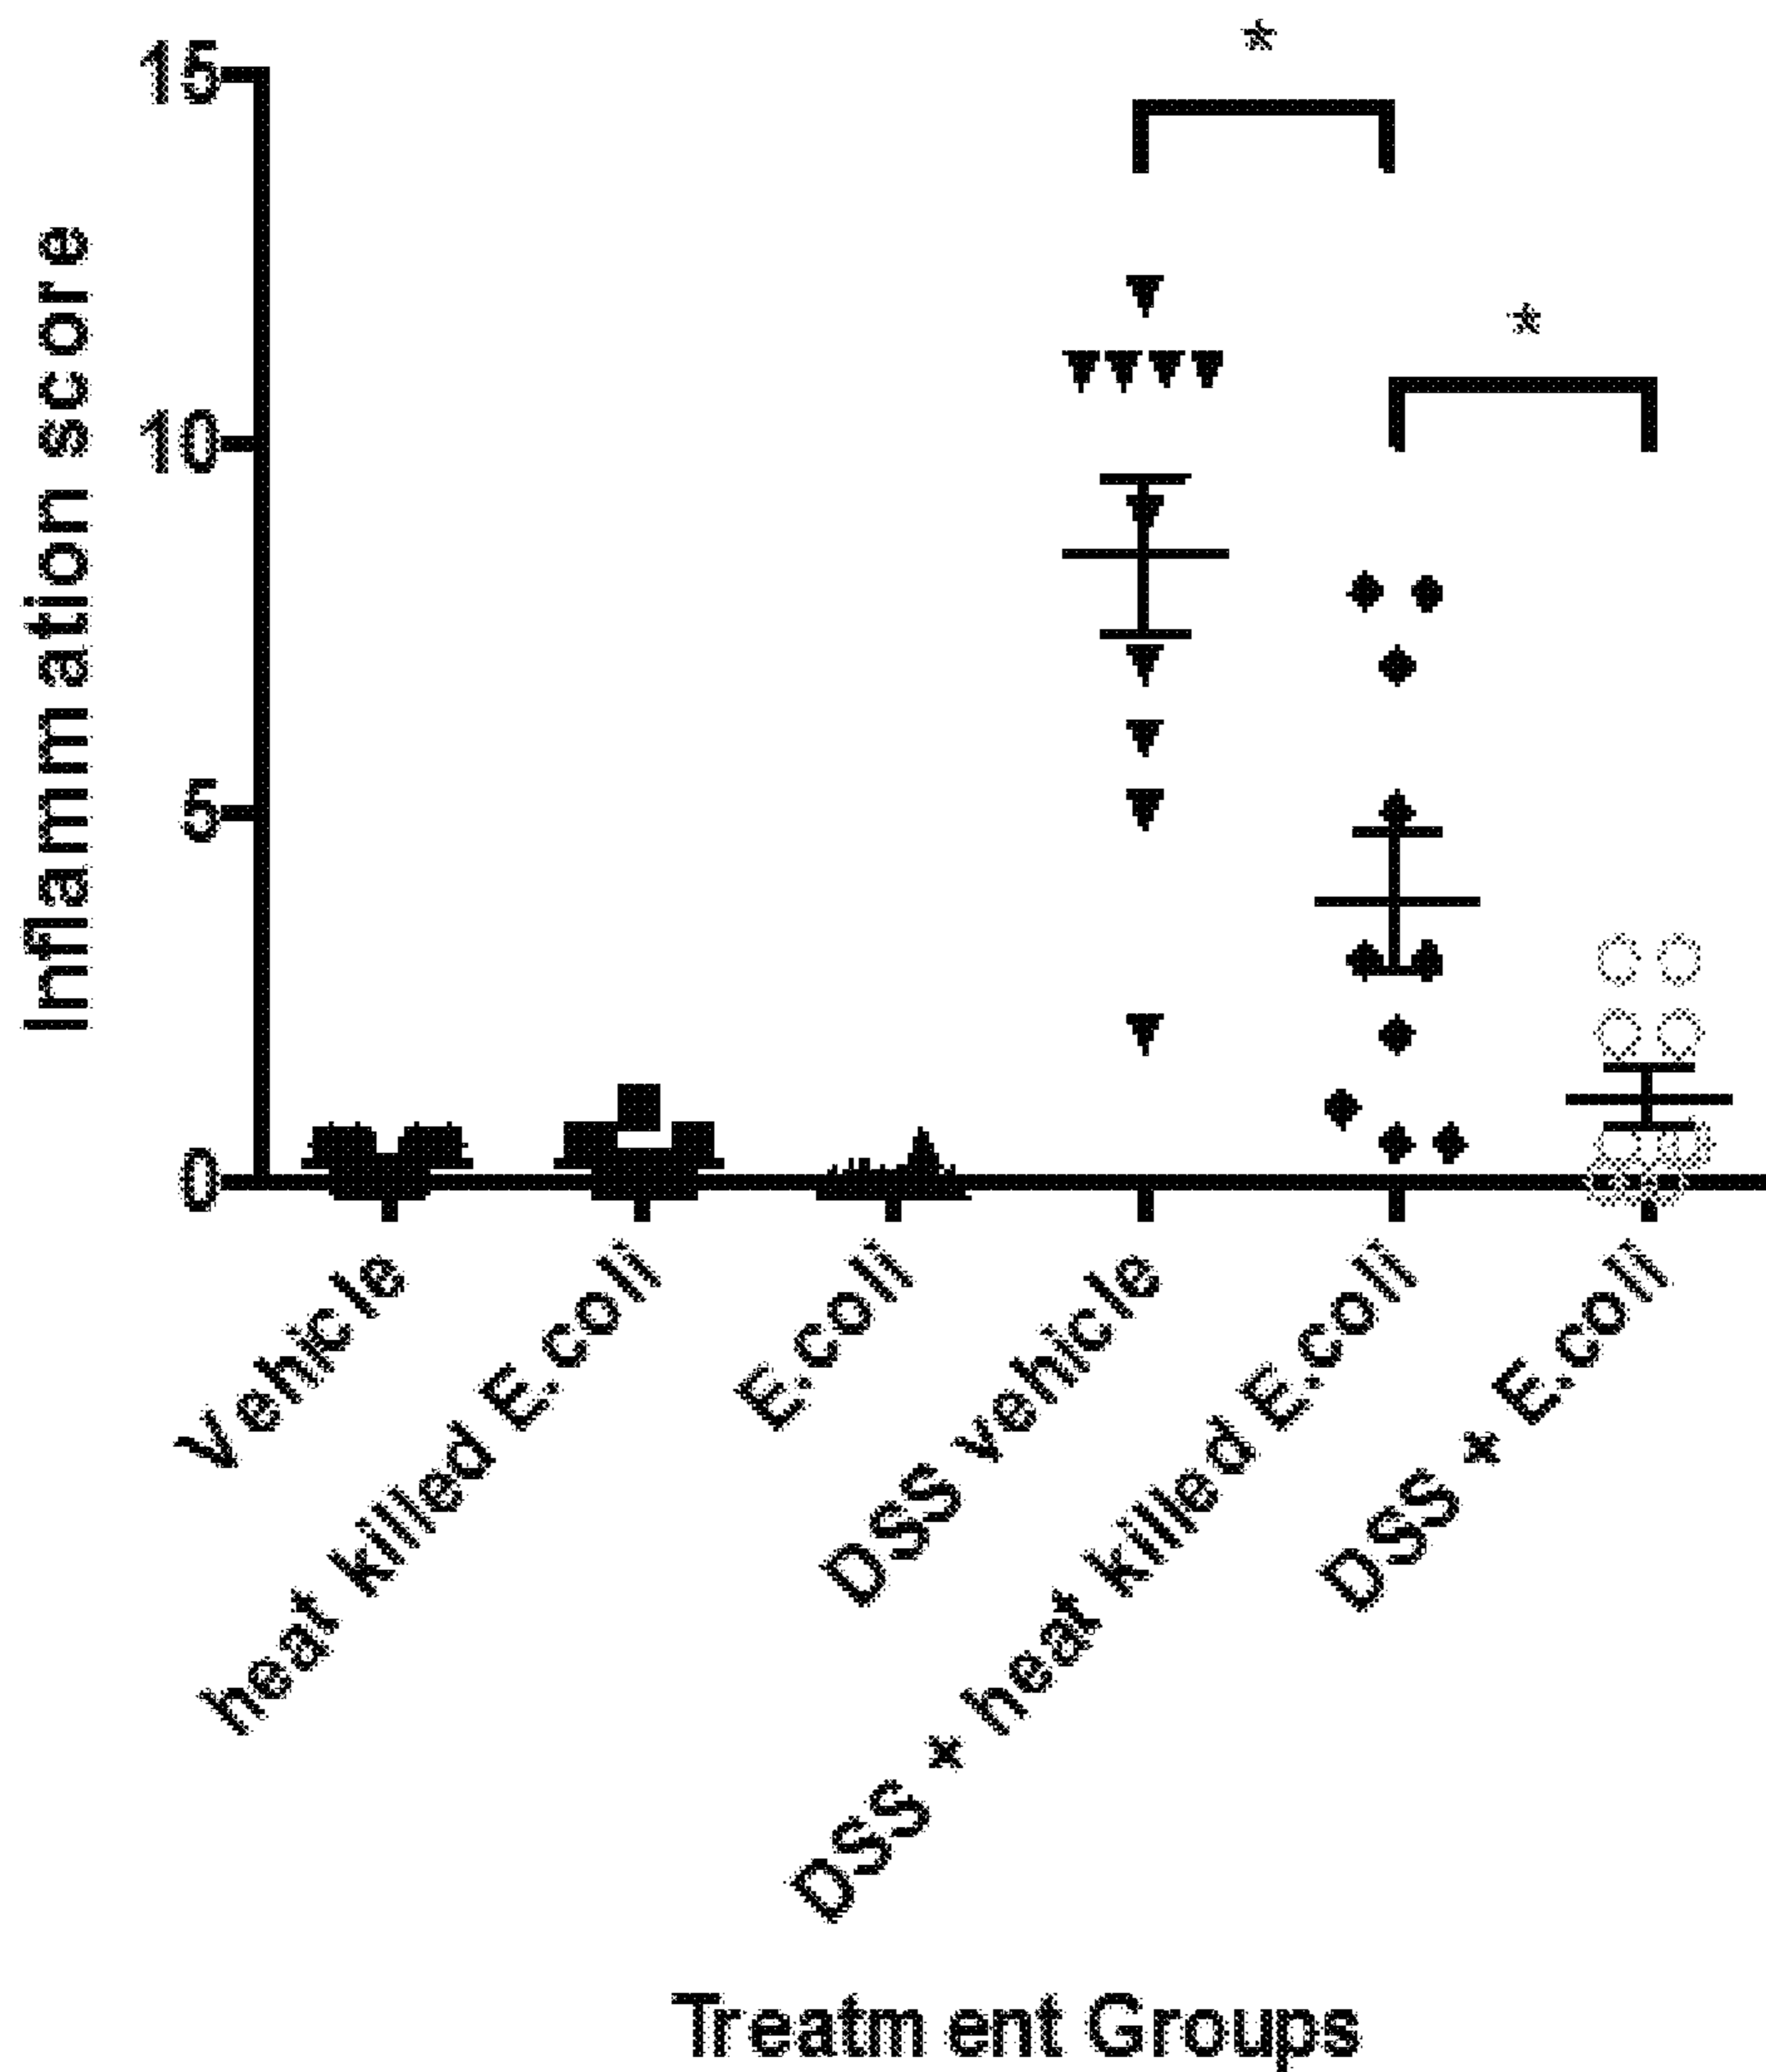 *
15
*
10
5
0
Inflammation score
Vehicle
heat killed E.coli
E.coli
DSS vehicle
DSS * heat killed E.coli
DSS * E.coli
Treatment Groups